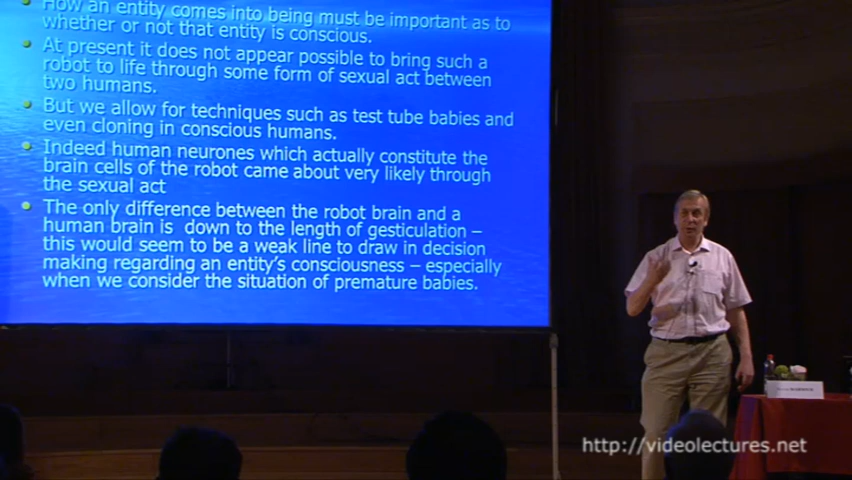 How an entity comes into being must be important as to
whether or not that entity is conscious.
At present it does not appear possible to bring such a
robot to life through some form of sexual act between
two humans.
But we allow for techniques such as test tube babies and
even cloning in conscious humans.
Indeed human neurones which actually constitute the
brain cells of the robot came about very likely through
the sexual act
The only difference between the robot brain and a
human brain is down to the length of gesticulation –
this would seem to be a weak line to draw in decision
making regarding an entity's consciousness – especially
when we consider the situation of premature babies.
http://videolectures.net